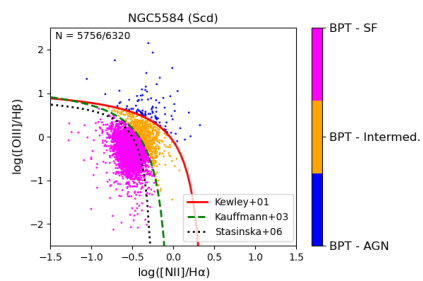 NGC5584 (Scd)
N = 5756/6320
log([OIII]/Hβ)
2
1
0
−1
−2
−1.5 −1.0 −0.5 0.0 0.5 1.0 1.5
log([NII]/Hα)
Kewley+01
Kauffmann+03
Stasinska+06
BPT - SF
BPT - Intermed.
BPT - AGN